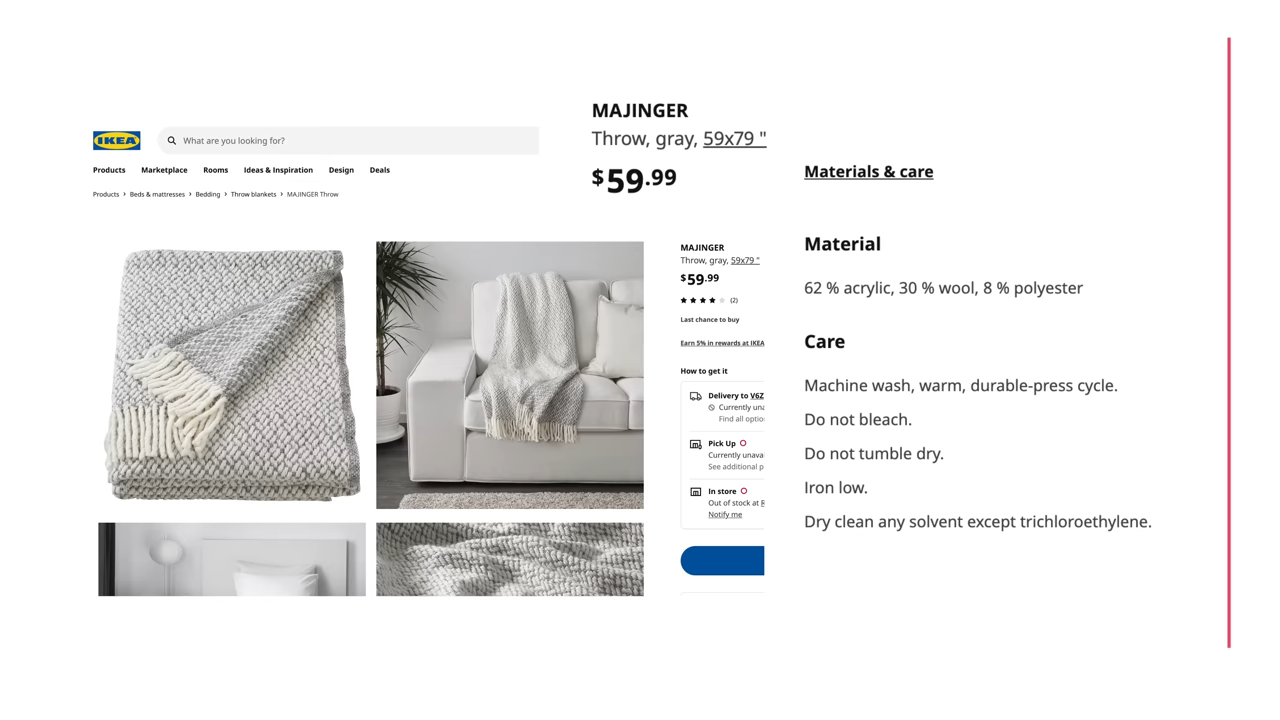 IKEA
What are you looking for?
Products Marketplace Rooms Ideas & Inspiration Design Deals
Products > Beds & mattresses > Bedding > Throw blankets > MAJINGER Throw
MAJINGER
Throw, gray, 59x79 "
$59.99
MAJINGER
Throw, gray, 59x79 "
$59.99
(2)
Last chance to buy
Earn 5% in rewards at IKEA
How to get it
Delivery to V6Z
Currently una
Find all optio
Pick Up
Currently unava
See additional p
In store
Out of stock at
Notify me
Materials & care
Material
62 % acrylic, 30 % wool, 8 % polyester
Care
Machine wash, warm, durable-press cycle.
Do not bleach.
Do not tumble dry.
Iron low.
Dry clean any solvent except trichloroethylene.